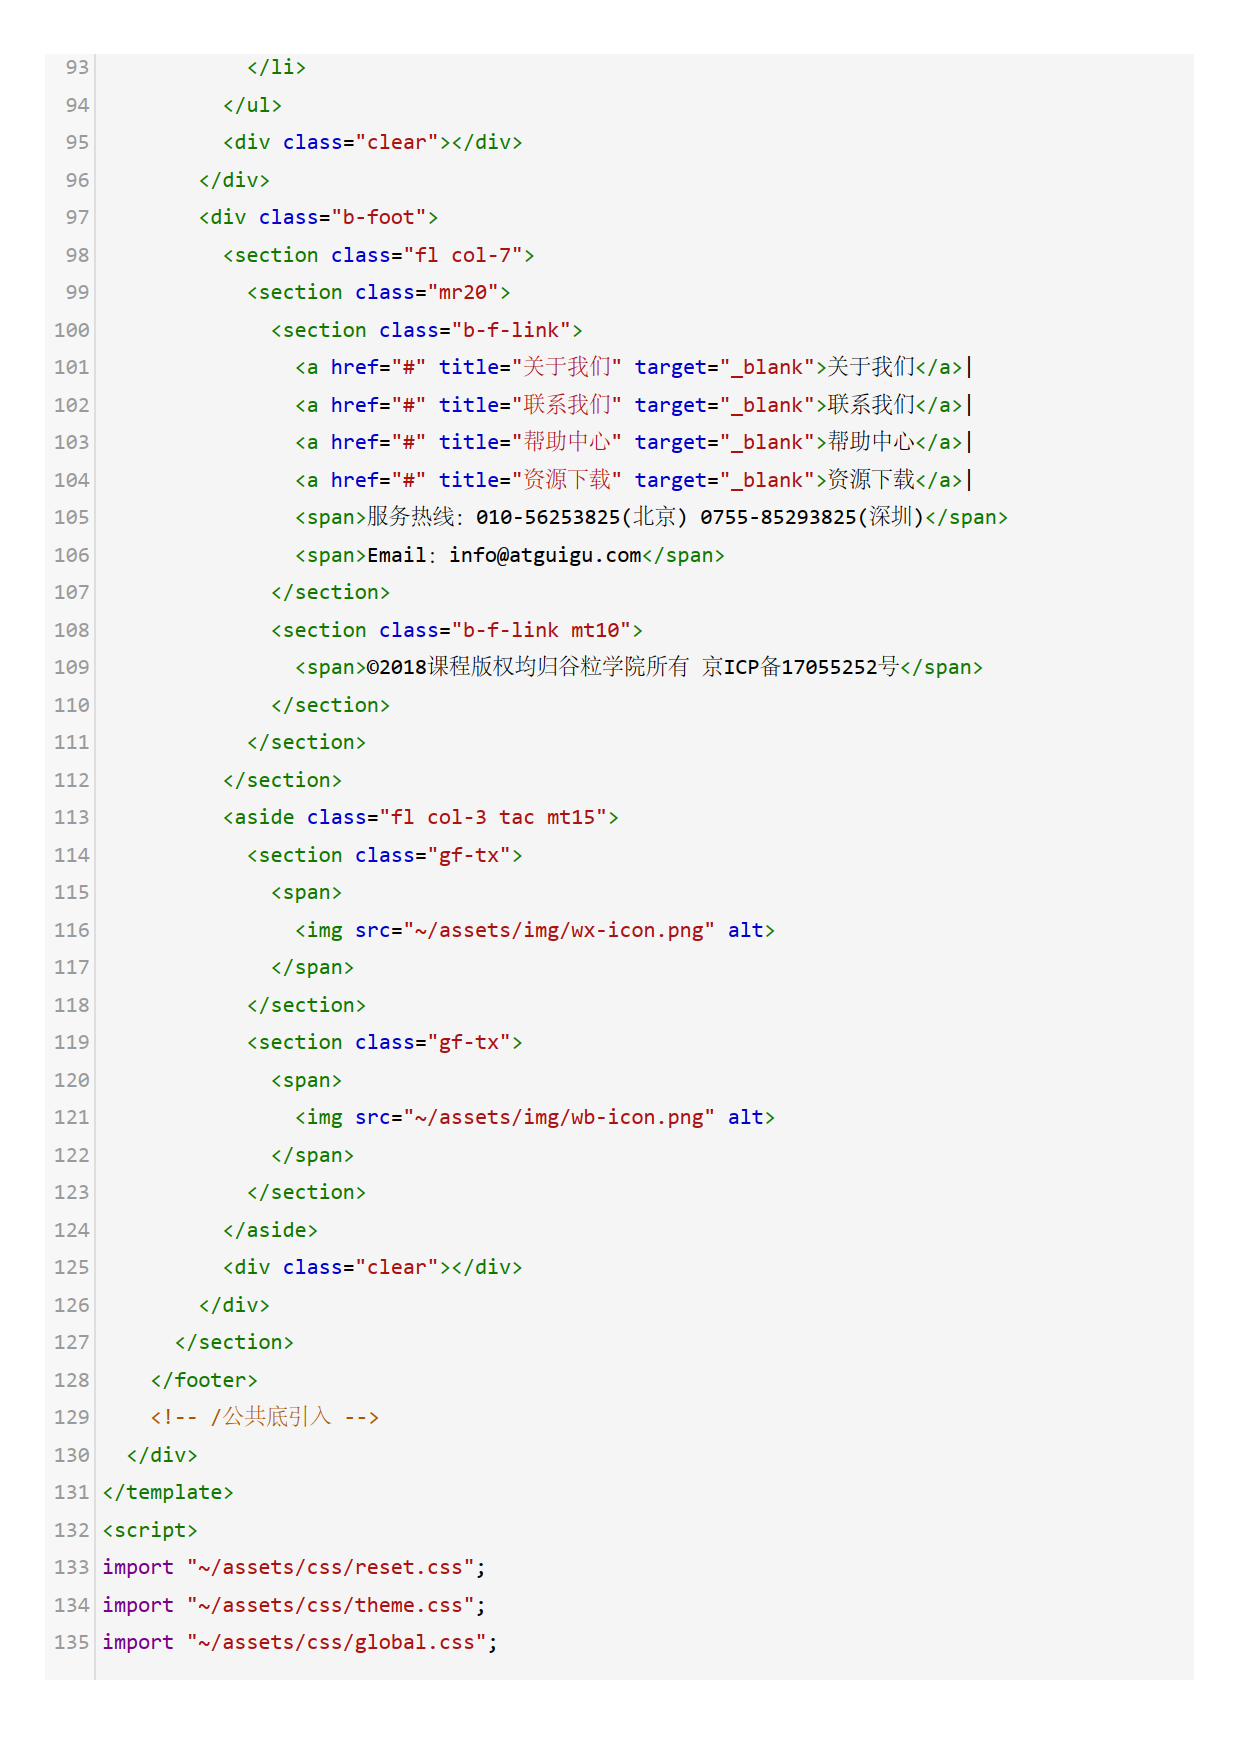 93 </li>
94 </ul>
95 <div class="clear"></div>
96 </div>
97 <div class="b-foot">
98 <section class="fl col-7">
99 <section class="mr20">
100 <section class="b-f-link">
101 <a href="#" title="关于我们" target="_blank">关于我们</a>|
102 <a href="#" title="联系我们" target="_blank">联系我们</a>|
103 <a href="#" title="帮助中心" target="_blank">帮助中心</a>|
104 <a href="#" title="资源下载" target="_blank">资源下载</a>|
105 <span>服务热线：010-56253825(北京) 0755-85293825(深圳)</span>
106 <span>Email：info@atguigu.com</span>
107 </section>
108 <section class="b-f-link mt10">
109 <span>©2018课程版权均归谷粒学院所有 京ICP备17055252号</span>
110 </section>
111 </section>
112 </section>
113 <aside class="fl col-3 tac mt15">
114 <section class="gf-tx">
115 <span>
116 <img src="~/assets/img/wx-icon.png" alt>
117 </span>
118 </section>
119 <section class="gf-tx">
120 <span>
121 <img src="~/assets/img/wb-icon.png" alt>
122 </span>
123 </section>
124 </aside>
125 <div class="clear"></div>
126 </div>
127 </section>
128 </footer>
129 <!-- /公共底引入 -->
130 </div>
131 </template>
132 <script>
133 import "~/assets/css/reset.css";
134 import "~/assets/css/theme.css";
135 import "~/assets/css/global.css";